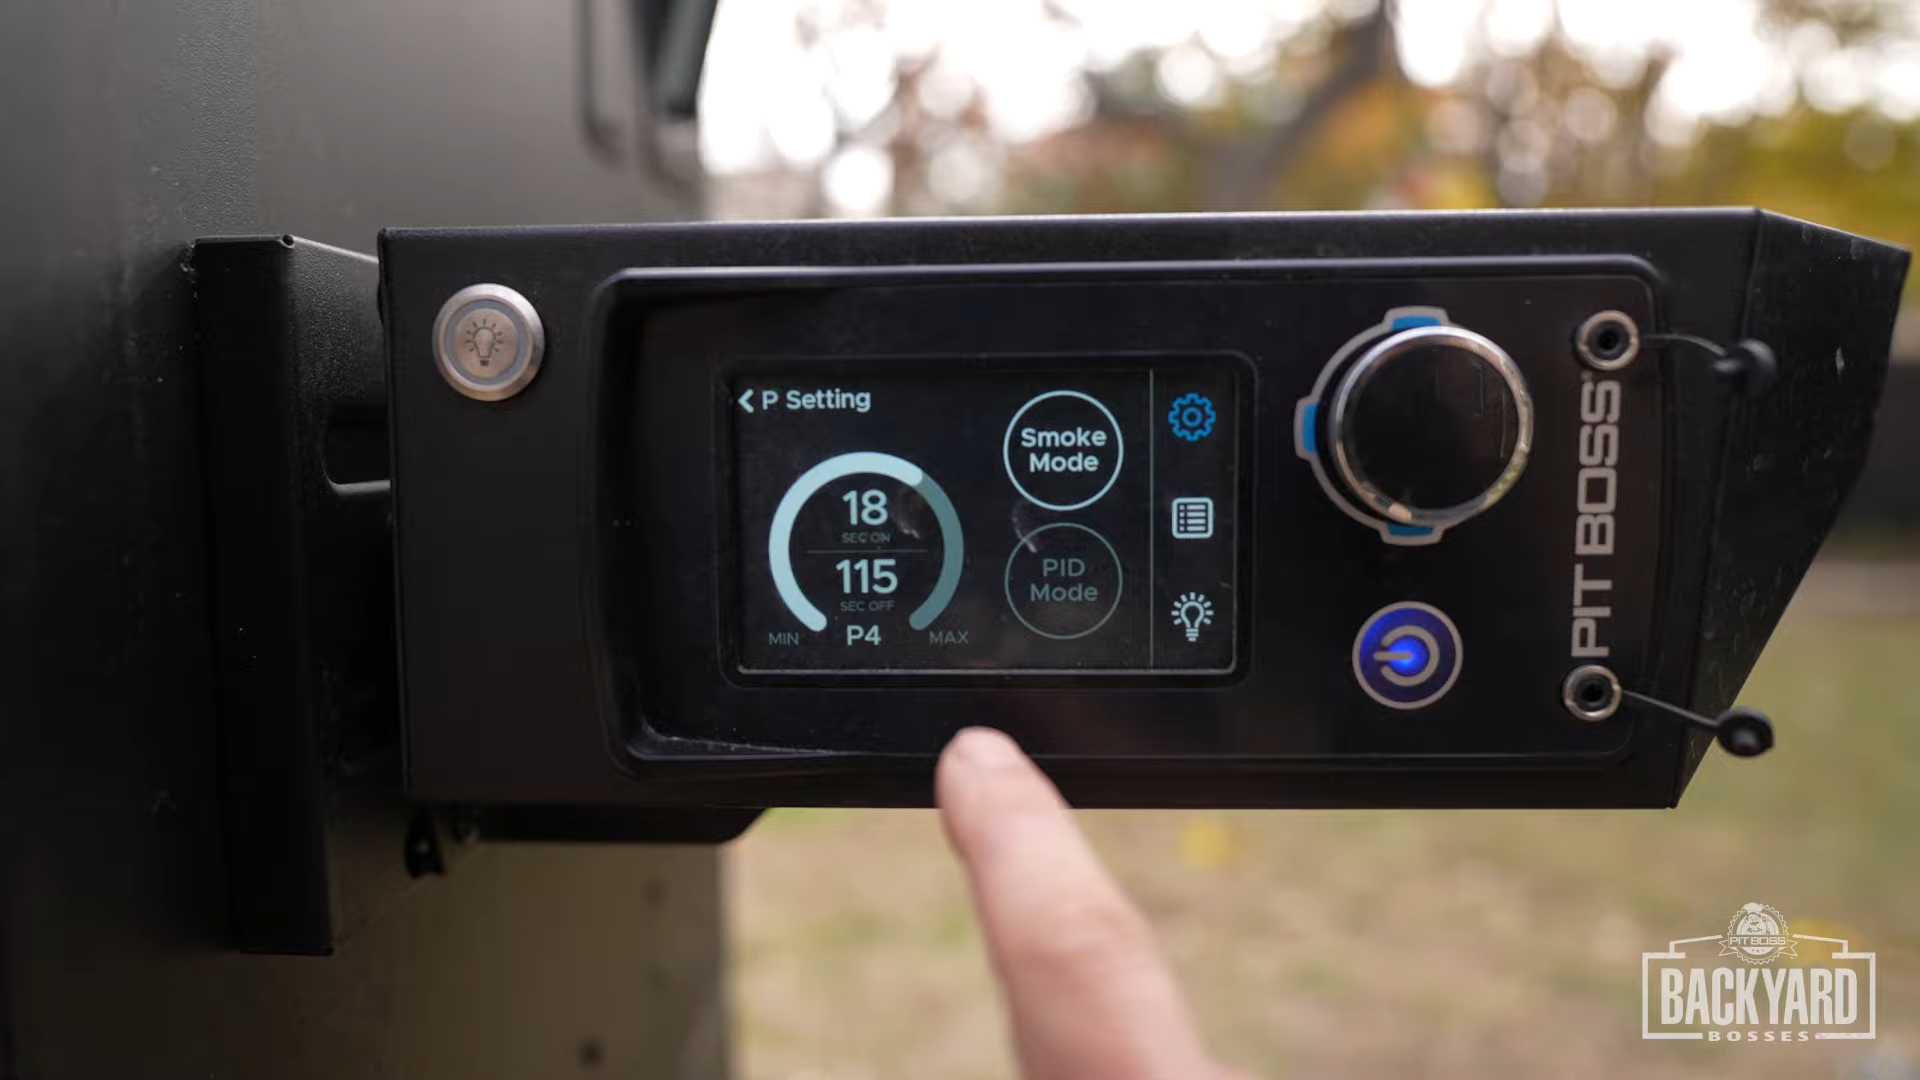 P Setting
18
SEC ON
115
SEC OFF
MIN
P4
MAX
Smoke
Mode
PID
Mode
PIT BOSS
PIT BOSS
BACKYARD
BOSSES